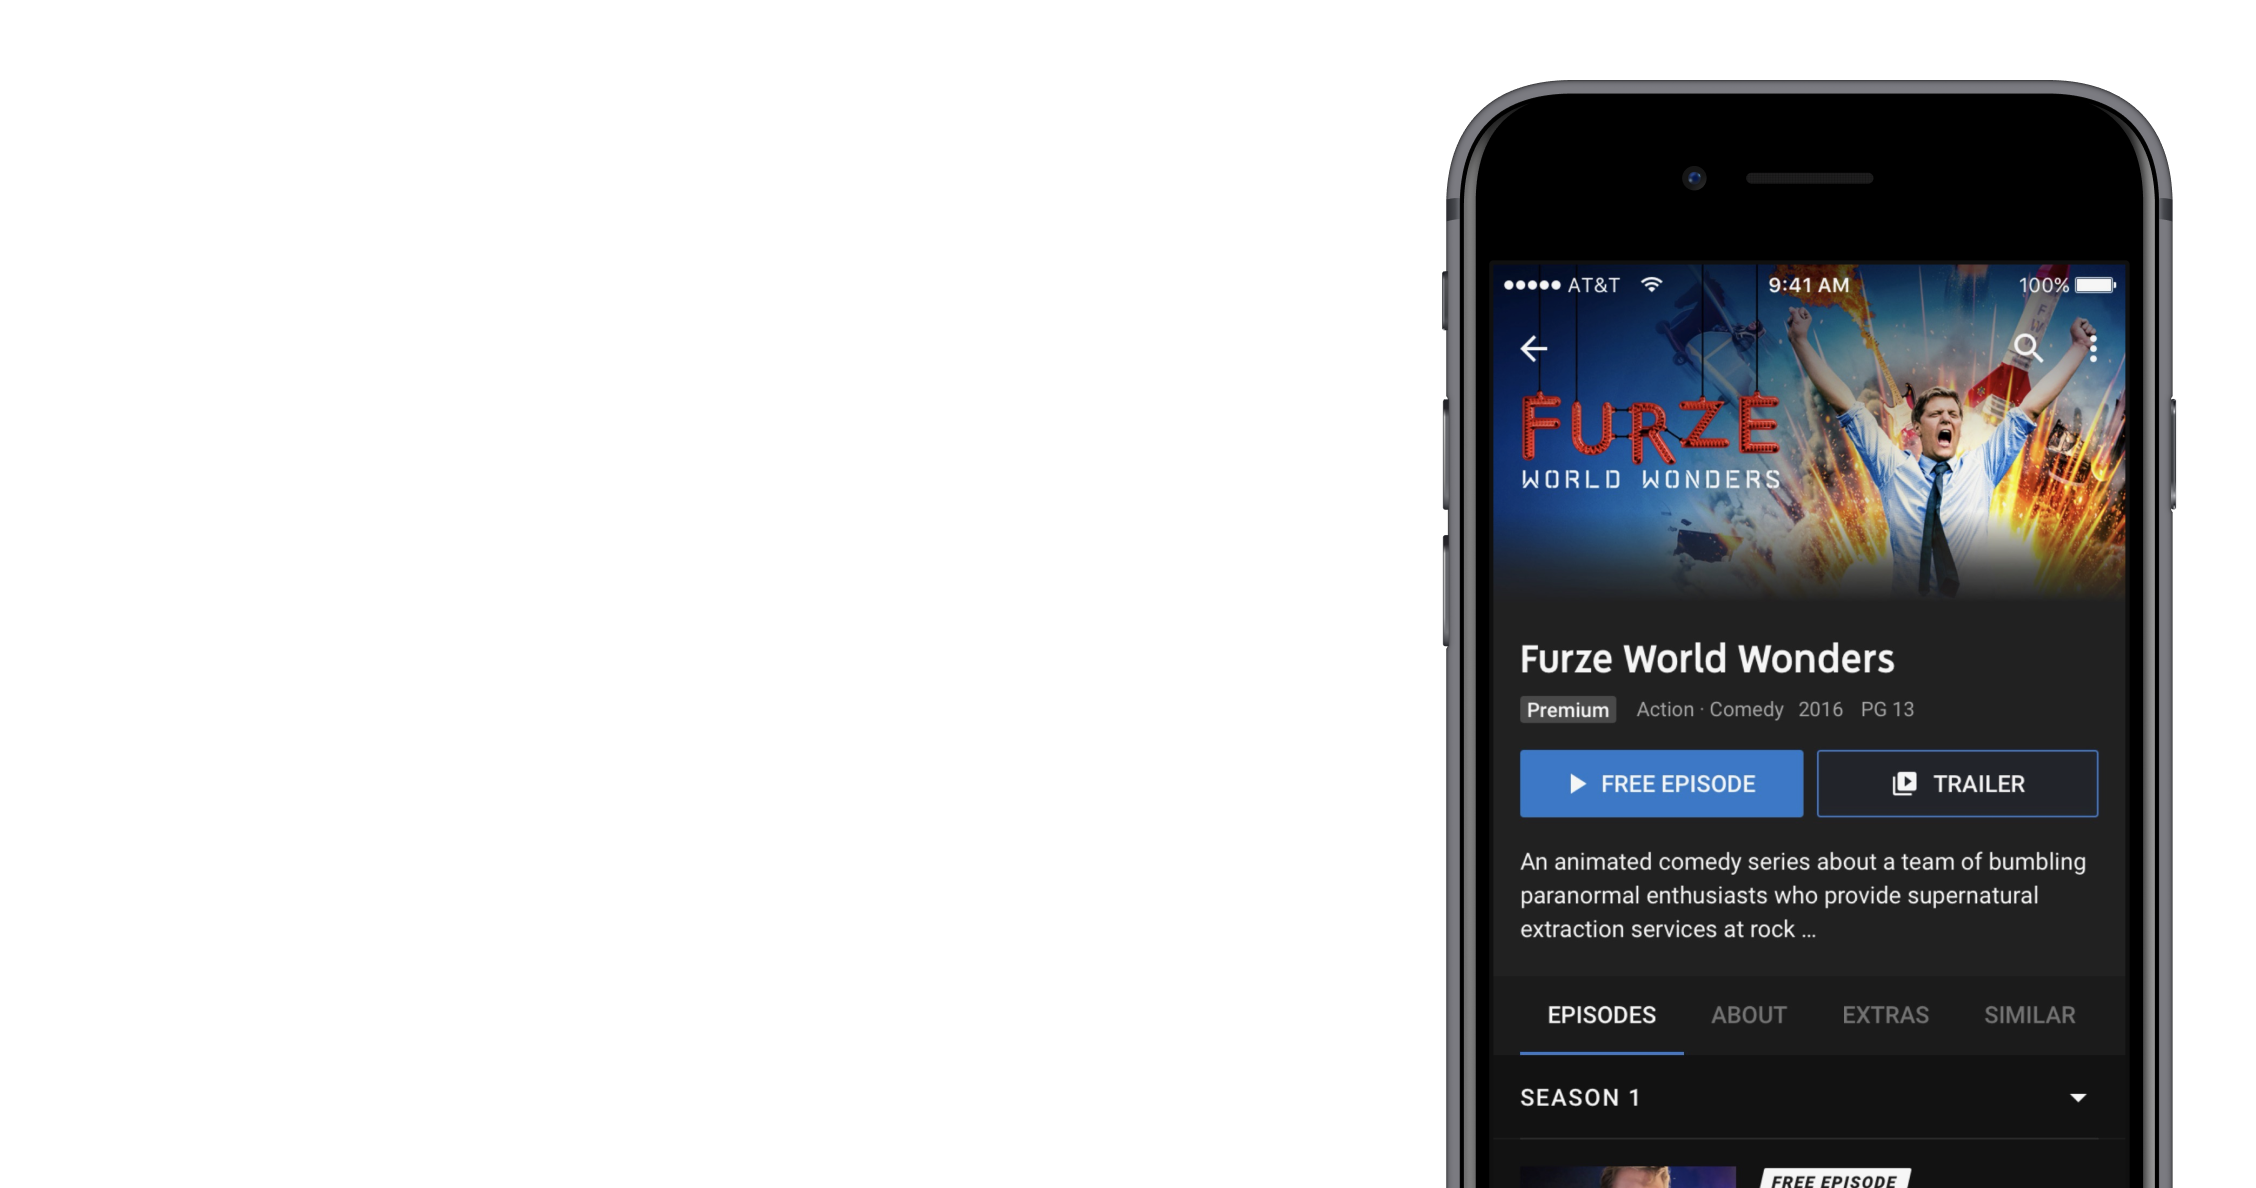 AT&T 9:41 AM 100%
FURZE
WORLD WONDERS
Furze World Wonders
Premium Action · Comedy 2016 PG 13
FREE EPISODE TRAILER
An animated comedy series about a team of bumbling
paranormal enthusiasts who provide supernatural
extraction services at rock ...
EPISODES ABOUT EXTRAS SIMILAR
SEASON 1
FREE EPISODE